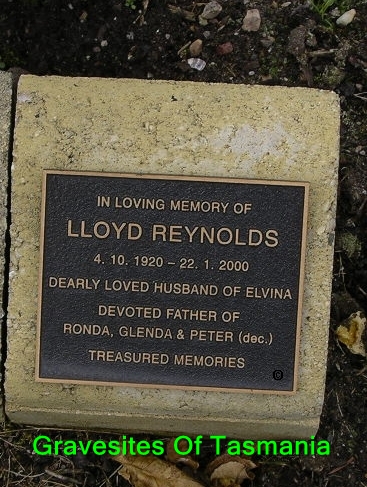 IN LOVING MEMORY OF
LLOYD REYNOLDS
4. 10. 1920 – 22. 1. 2000
DEARLY LOVED HUSBAND OF ELVINA
DEVOTED FATHER OF
RONDA, GLENDA & PETER (dec.)
TREASURED MEMORIES
Gravesites Of Tasmania